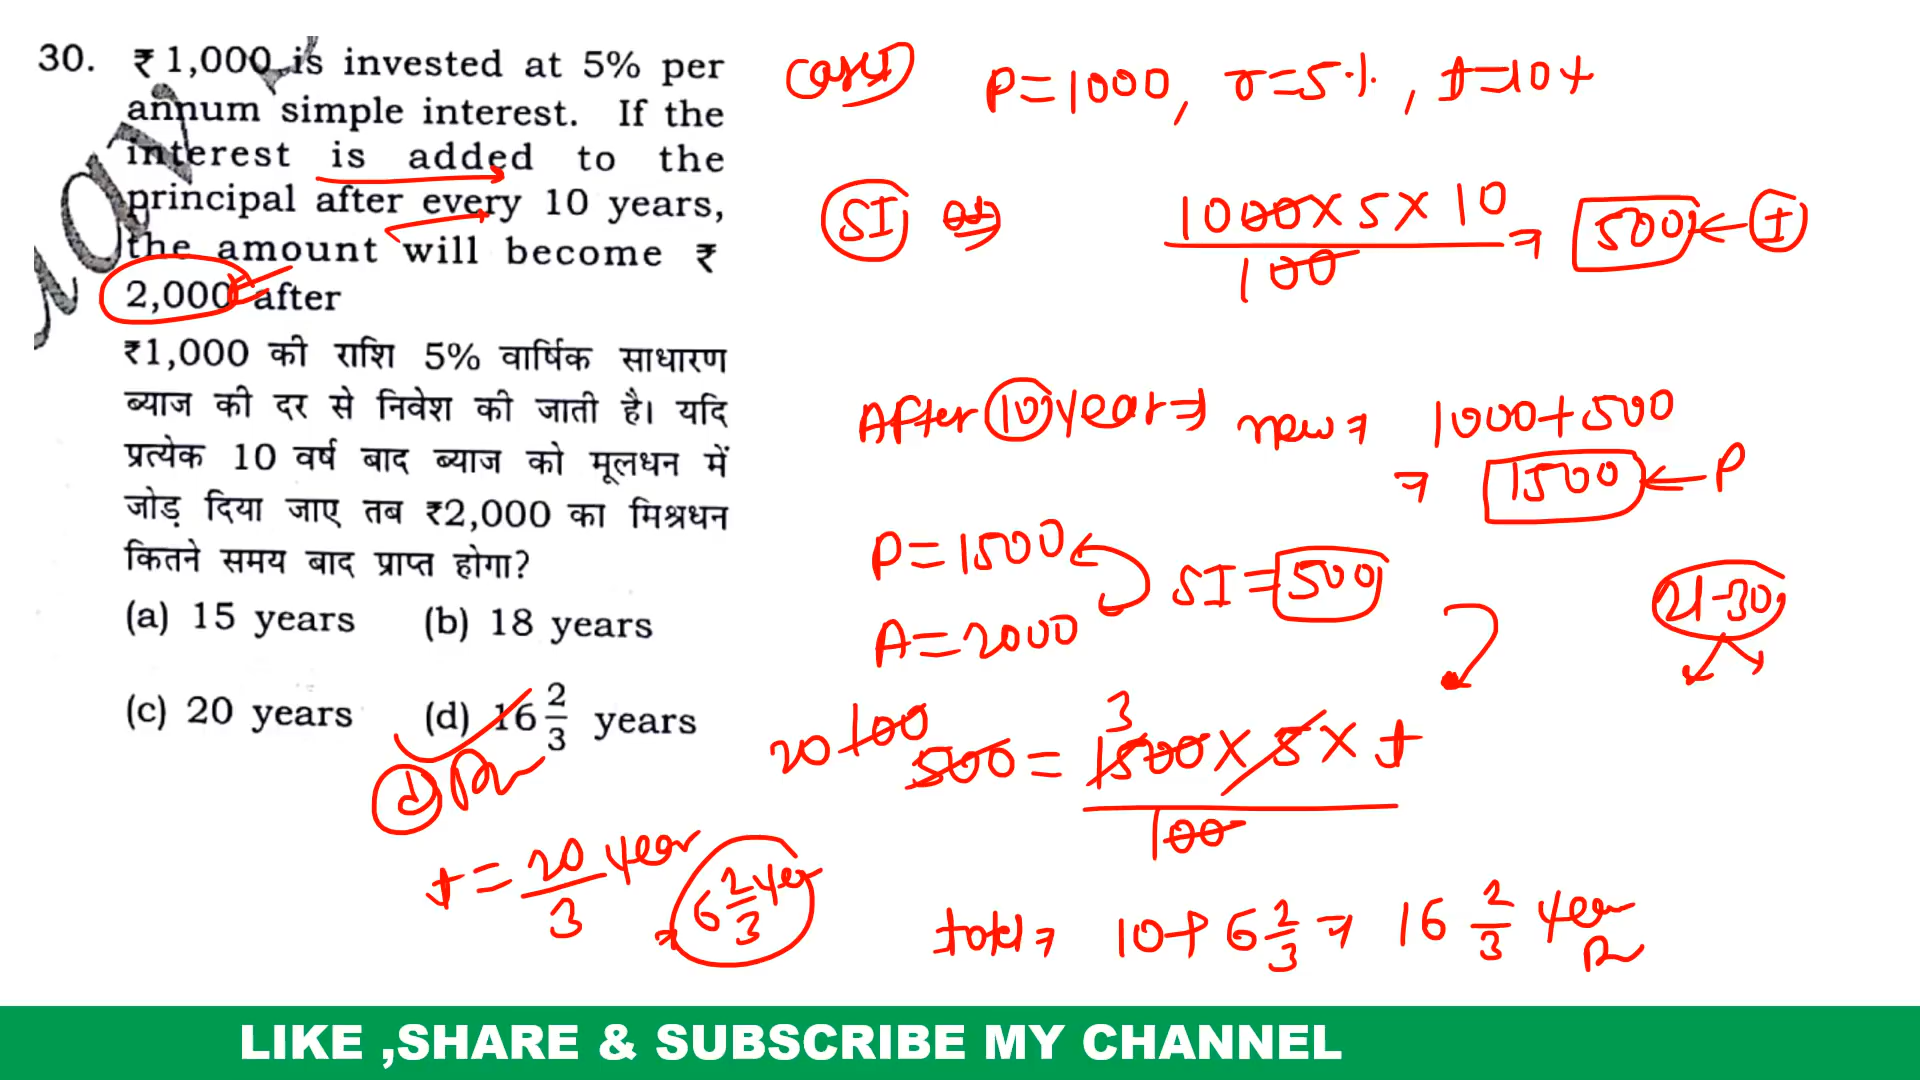 30. ₹ 1,000 is invested at 5% per
annum simple interest. If the
interest is added to the
principal after every 10 years,
the amount will become ₹
2,000 after
₹1,000 की राशि 5% वार्षिक साधारण
ब्याज की दर से निवेश की जाती है। यदि
प्रत्येक 10 वर्ष बाद ब्याज को मूलधन में
जोड़ दिया जाए तब ₹2,000 का मिश्रधन
कितने समय बाद प्राप्त होगा?
(a) 15 years (b) 18 years
(c) 20 years (d) 16 2/3 years
P=1000, r=5%, t=10
SI
1000×5×10
100
500 ← I
After 10 year ⇒ new ⇒ 1000+500
⇒ 1500 ← P
P=1500
SI=500
A=2000
21-30
20 100
3
500 = 1500×5×t
100
t = 20/3 year
6 2/3 year
total ⇒ 10+6 2/3 ⇒ 16 2/3 year
LIKE ,SHARE & SUBSCRIBE MY CHANNEL